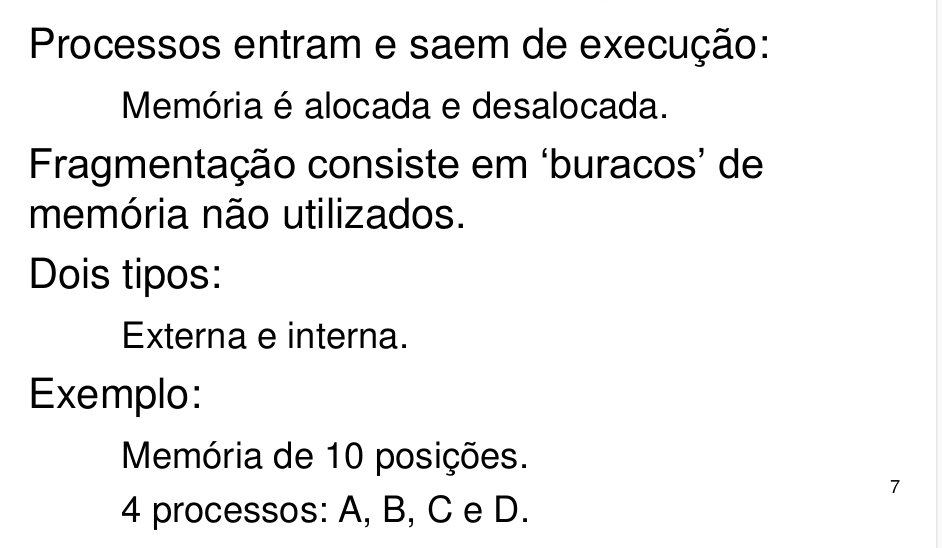 Processos entram e saem de execução:
Memória é alocada e desalocada.
Fragmentação consiste em ‘buracos’ de
memória não utilizados.
Dois tipos:
Externa e interna.
Exemplo:
Memória de 10 posições.
4 processos: A, B, C e D.
7